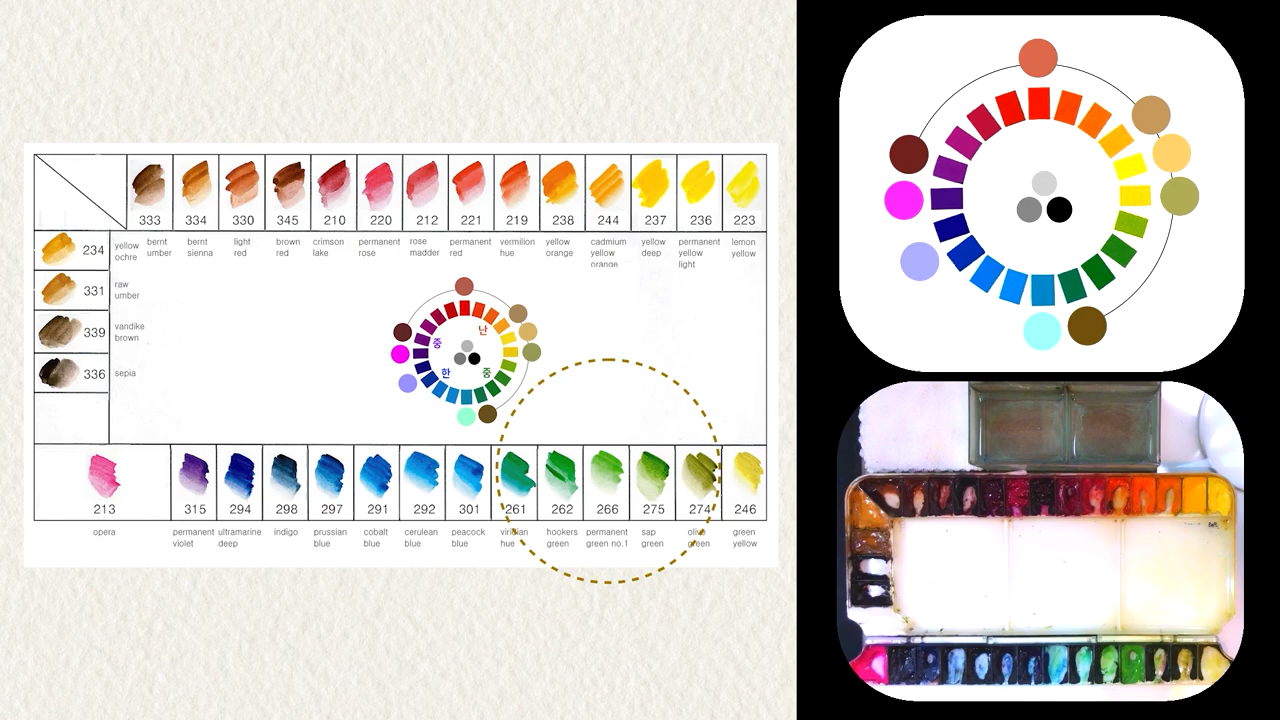 333 334 330 345 210 220 212 221 219 238 244 237 236 223
bernt umber
bernt sienna
light red
brown red
crimson lake
permanent rose
rose madder
permanent red
vermilion hue
yellow orange
cadmium yellow orange
yellow deep
permanent yellow light
lemon yellow
234 yellow ochre
331 raw umber
339 vandike brown
336 sepia
난
중
한
중
213 315 294 298 297 291 292 301 261 262 266 275 274 246
opera
permanent violet
ultramarine deep
indigo
prussian blue
cobalt blue
cerulean blue
peacock blue
viridian hue
hookers green
permanent green no.1
sap green
olive green
green yellow